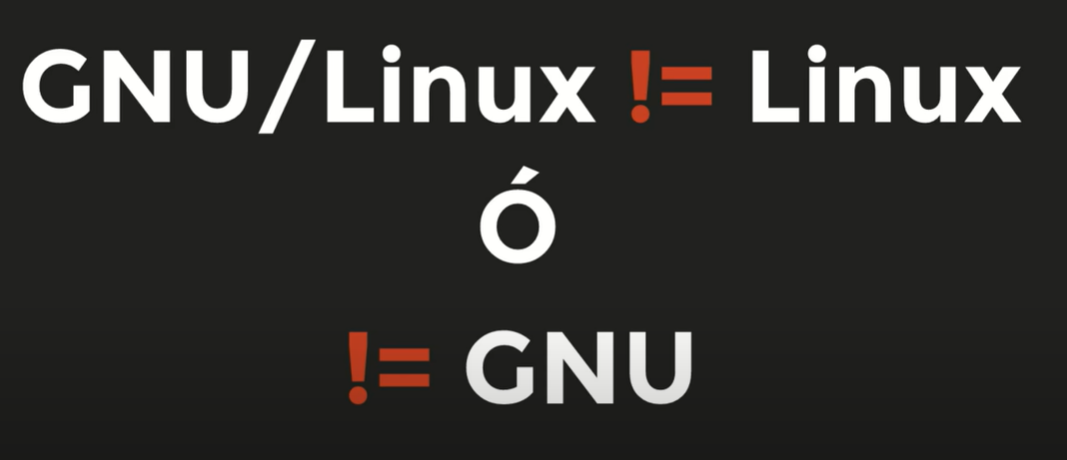 GNU/Linux != Linux
Ó
!= GNU